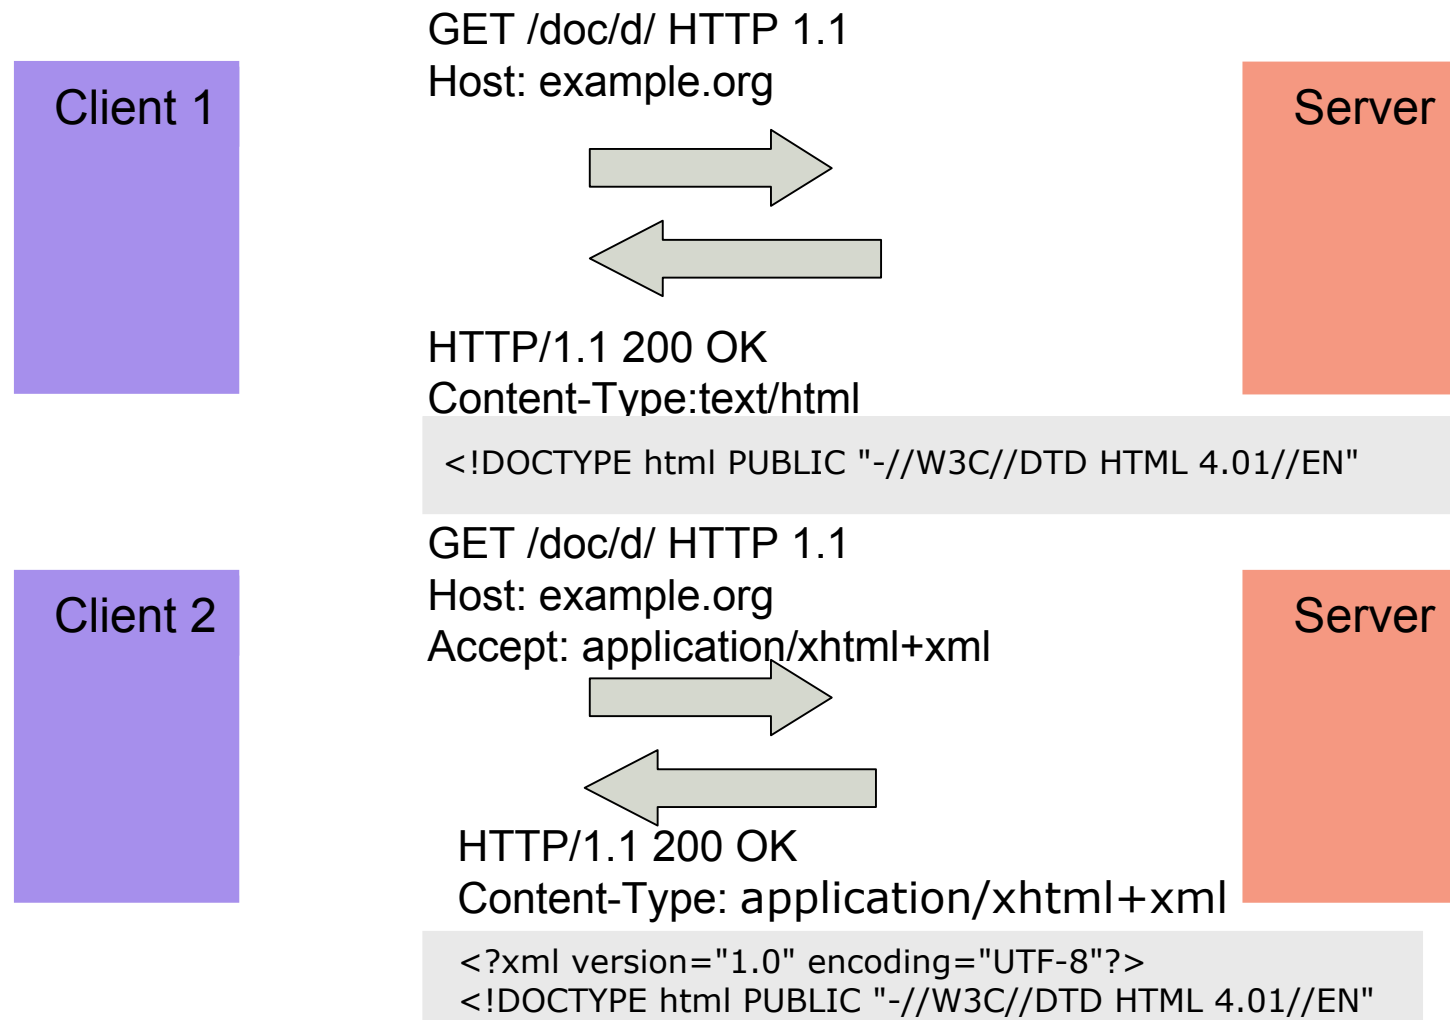 GET /doc/d/ HTTP 1.1
Host: example.org
Client 1
Server
HTTP/1.1 200 OK
Content-Type:text/html
<!DOCTYPE html PUBLIC "-//W3C//DTD HTML 4.01//EN"
GET /doc/d/ HTTP 1.1
Host: example.org
Accept: application/xhtml+xml
Client 2
Server
HTTP/1.1 200 OK
Content-Type: application/xhtml+xml
<?xml version="1.0" encoding="UTF-8"?>
<!DOCTYPE html PUBLIC "-//W3C//DTD HTML 4.01//EN"